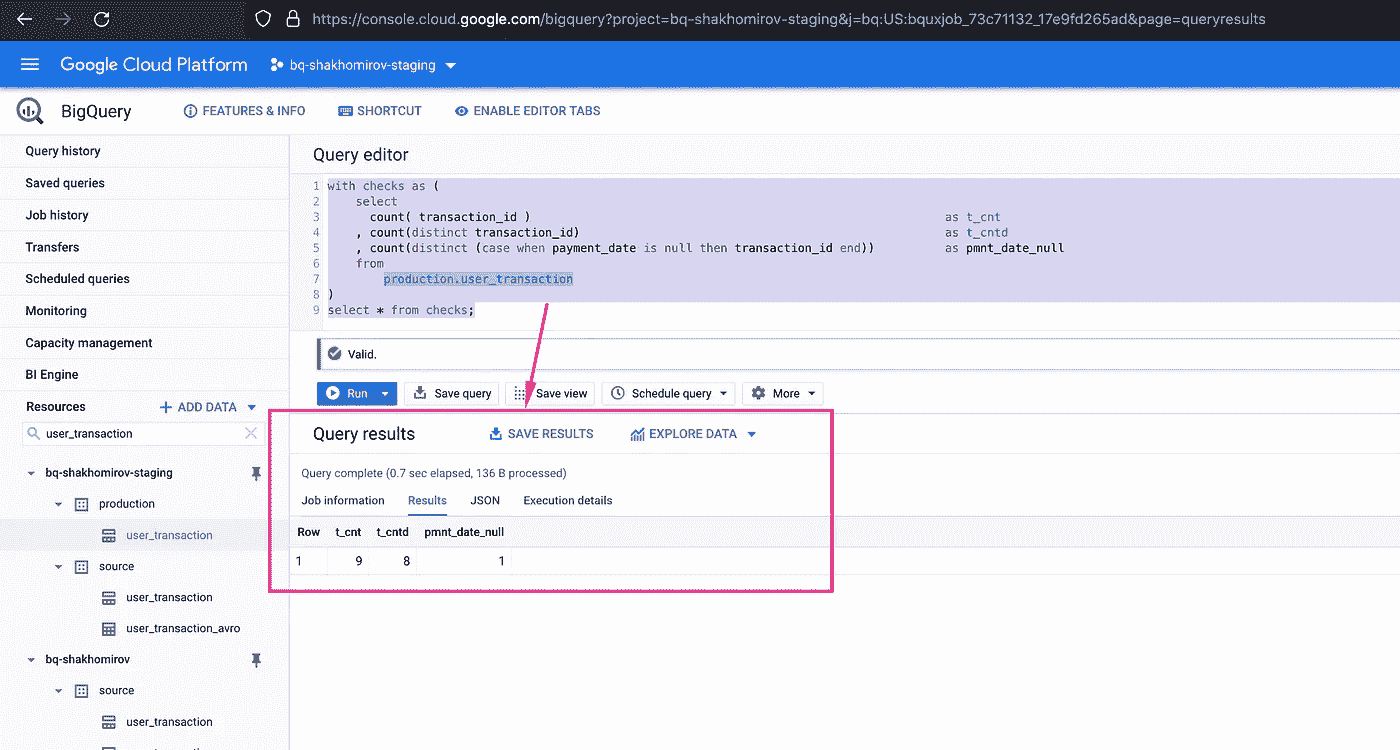 https://console.cloud.google.com/bigquery?project=bq-shakhomirov-staging&j=bq:US:bquxjob_73c71132_17e9fd265ad&page=queryresults
Google Cloud Platform bq-shakhomirov-staging
BigQuery FEATURES & INFO SHORTCUT ENABLE EDITOR TABS
Query history
Saved queries
Job history
Transfers
Scheduled queries
Monitoring
Capacity management
BI Engine
Resources ADD DATA
user_transaction
bq-shakhomirov-staging
production
user_transaction
source
user_transaction
user_transaction_avro
bq-shakhomirov
source
user_transaction
Query editor
1 with checks as (
2 select
3 count( transaction_id ) as t_cnt
4 , count(distinct transaction_id) as t_cntd
5 , count(distinct (case when payment_date is null then transaction_id end)) as pmnt_date_null
6 from
7 production.user_transaction
8 )
9 select * from checks;
Valid.
Run Save query Save view Schedule query More
Query results SAVE RESULTS EXPLORE DATA
Query complete (0.7 sec elapsed, 136 B processed)
Job information Results JSON Execution details
Row t_cnt t_cntd pmnt_date_null
1 9 8 1